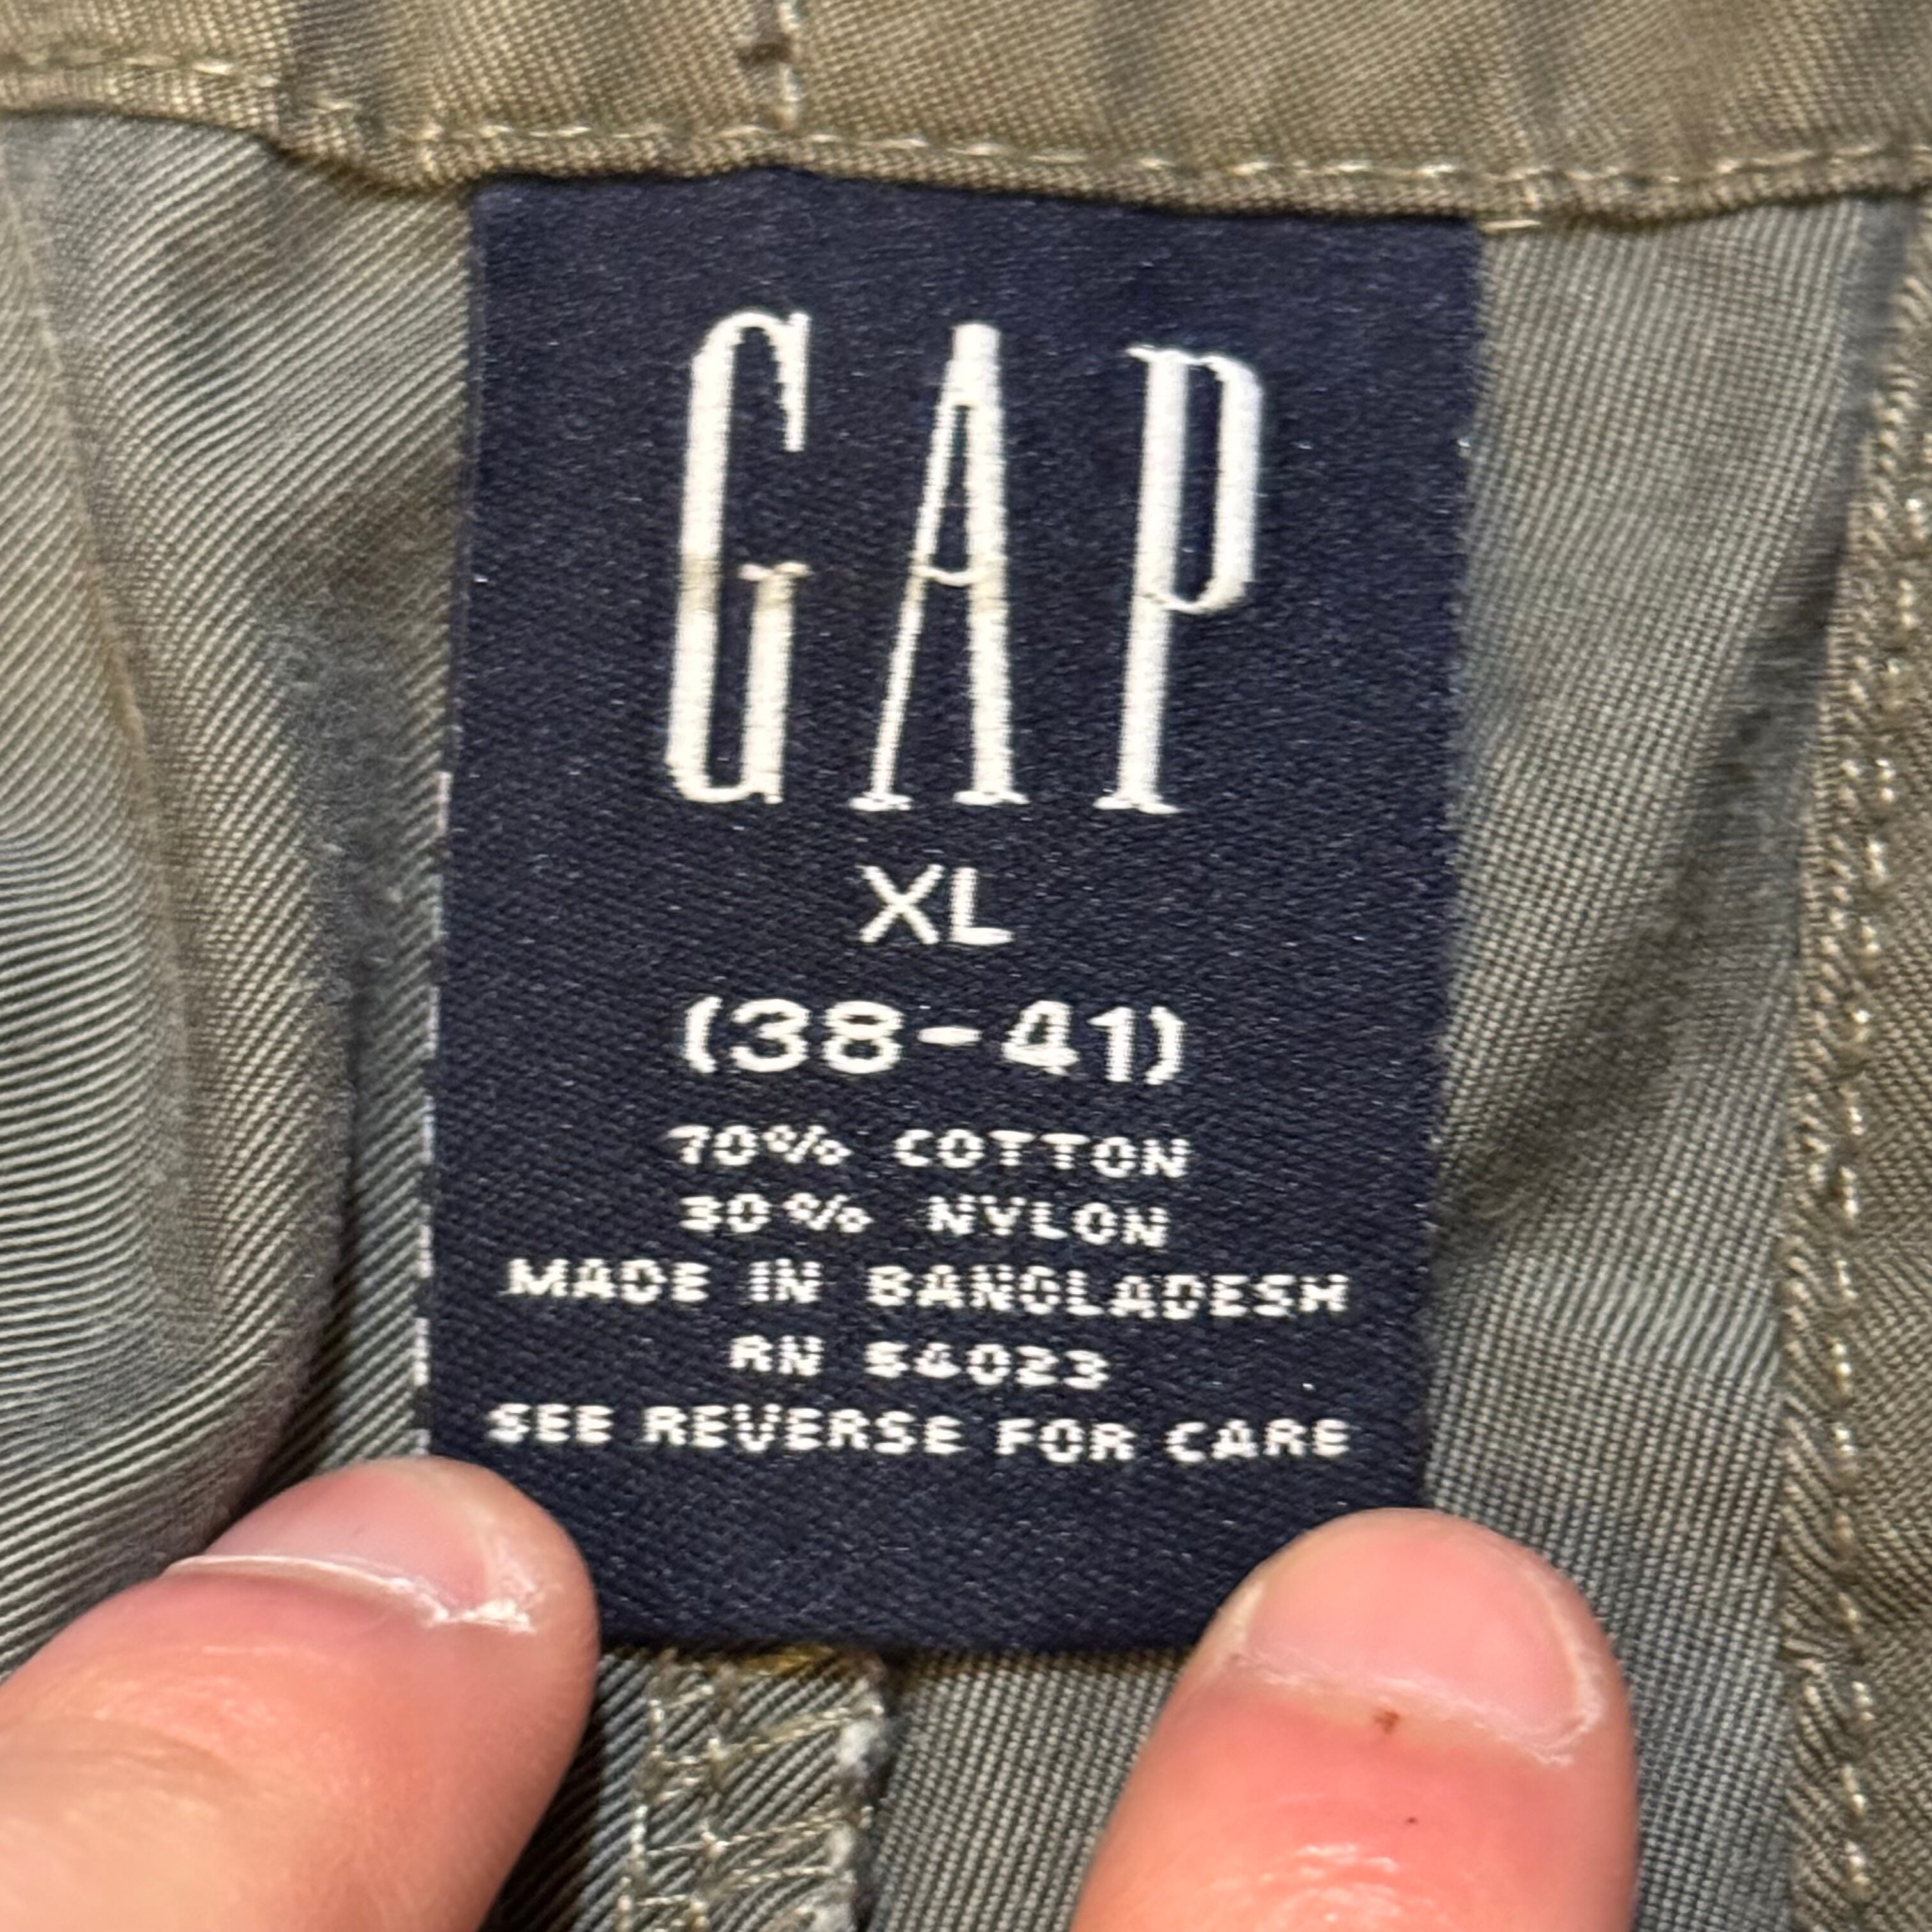 GAP
XL
(38-41)
70% COTTON
30% NYLON
MADE IN BANGLADESH
RN 54023
SEE REVERSE FOR CARE